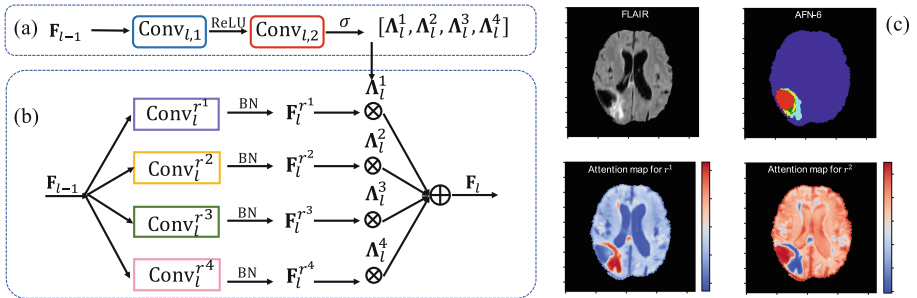 (a)
F_{l-1} Conv_{l,1} ReLU Conv_{l,2} σ [Λ_l^1, Λ_l^2, Λ_l^3, Λ_l^4]
(b)
F_{l-1}
Conv_l^{r^1} BN F_l^{r^1} ⊗ Λ_l^1
Conv_l^{r^2} BN F_l^{r^2} ⊗ Λ_l^2
Conv_l^{r^3} BN F_l^{r^3} ⊗ Λ_l^3
Conv_l^{r^4} BN F_l^{r^4} ⊗ Λ_l^4
⊕ F_l
(c)
FLAIR
AFN-6
Attention map for r^1
Attention map for r^2